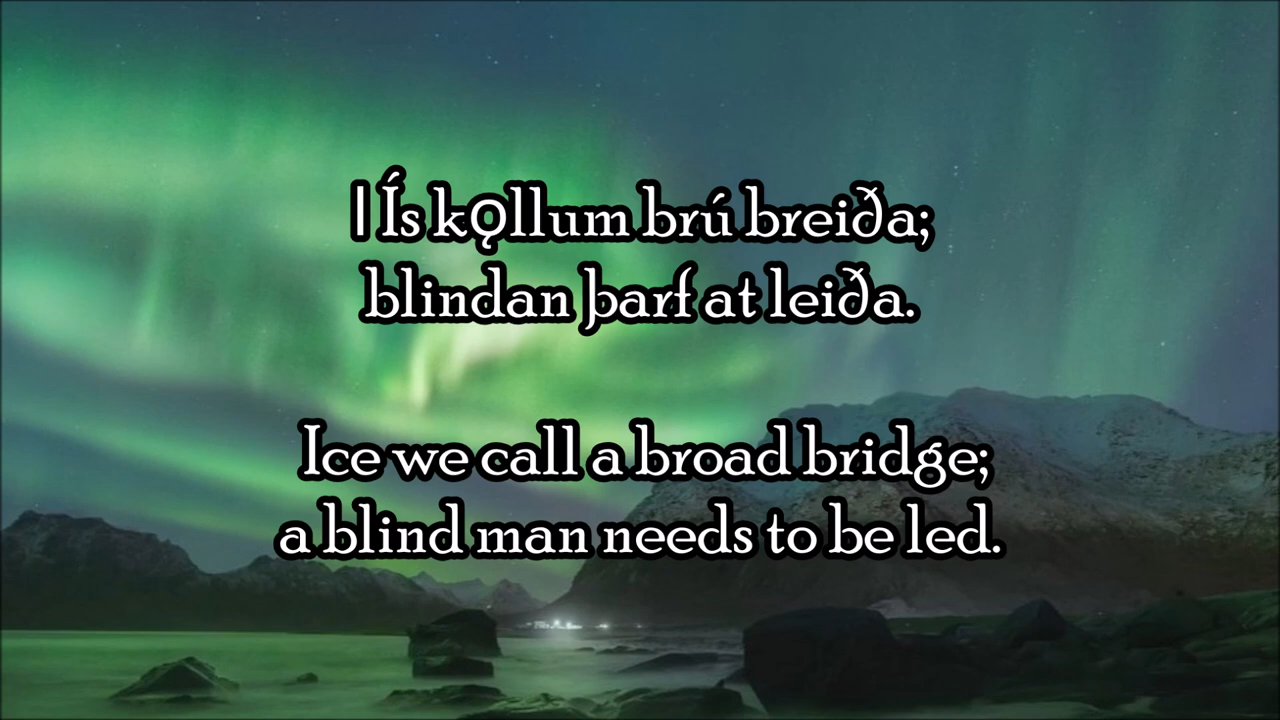 ᛁ Ís kǫllum brú breiða;
blindan þarf at leiða.
Ice we call a broad bridge;
a blind man needs to be led.